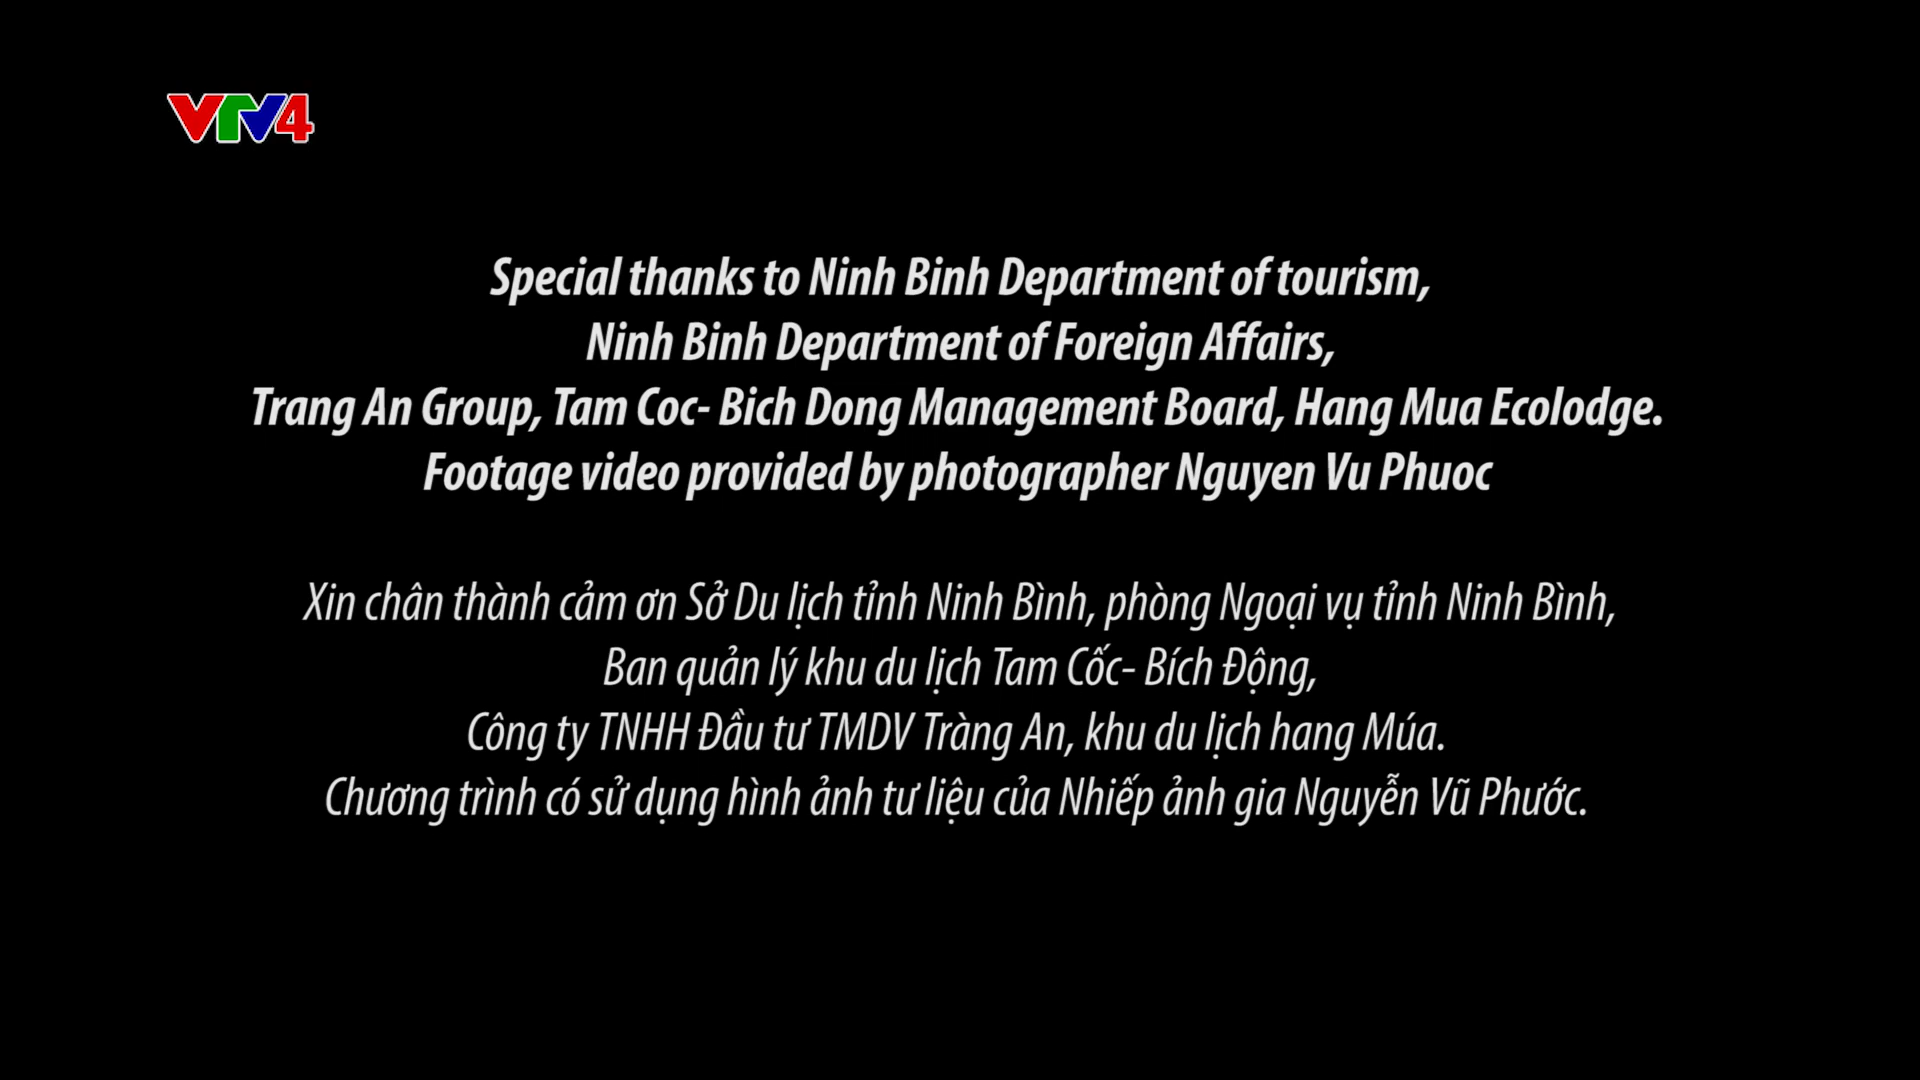 VTV4
Special thanks to Ninh Binh Department of tourism,
Ninh Binh Department of Foreign Affairs,
Trang An Group, Tam Coc- Bich Dong Management Board, Hang Mua Ecolodge.
Footage video provided by photographer Nguyen Vu Phuoc
Xin chân thành cảm ơn Sở Du lịch tỉnh Ninh Bình, phòng Ngoại vụ tỉnh Ninh Bình,
Ban quản lý khu du lịch Tam Cốc- Bích Động,
Công ty TNHH Đầu tư TMDV Tràng An, khu du lịch hang Múa.
Chương trình có sử dụng hình ảnh tư liệu của Nhiếp ảnh gia Nguyễn Vũ Phước.